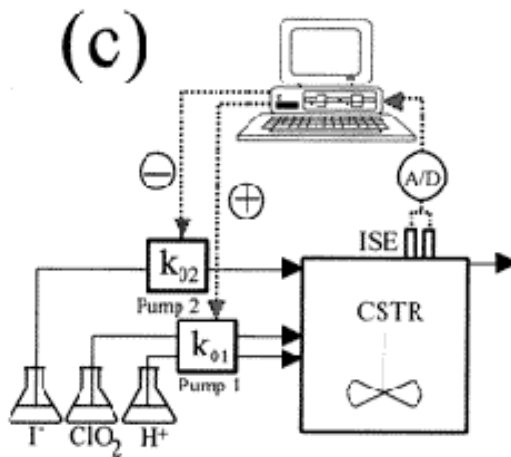 (c)
−
+
A/D
ISE
k₀₂
Pump 2
CSTR
k₀₁
Pump 1
I⁻
ClO₂
H⁺